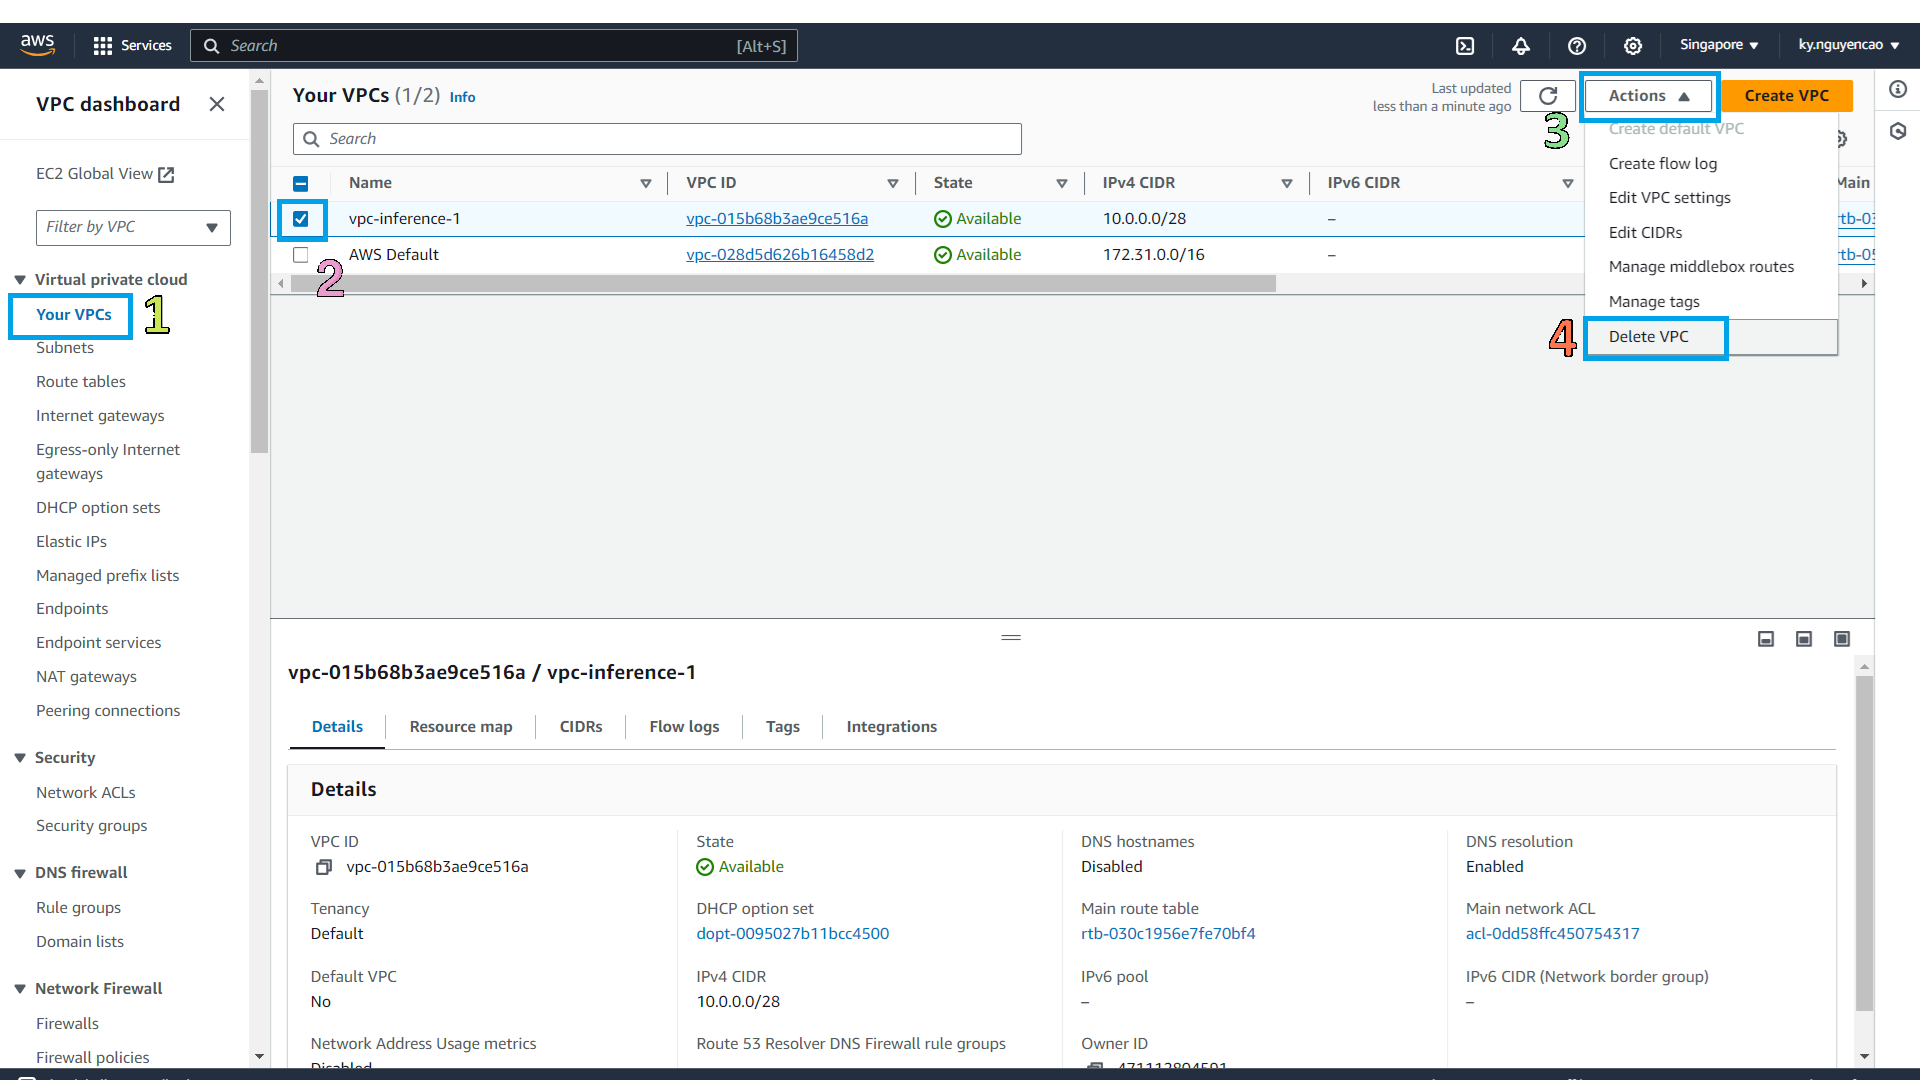 aws
Services
Search
[Alt+S]
Singapore
ky.nguyencao
VPC dashboard
EC2 Global View
Filter by VPC
Virtual private cloud
Your VPCs
1
Subnets
Route tables
Internet gateways
Egress-only Internet
gateways
DHCP option sets
Elastic IPs
Managed prefix lists
Endpoints
Endpoint services
NAT gateways
Peering connections
Security
Network ACLs
Security groups
DNS firewall
Rule groups
Domain lists
Network Firewall
Firewalls
Firewall policies
Your VPCs (1/2) Info
Last updated
less than a minute ago
Actions
Create VPC
3
Search
Create default VPC
Create flow log
Edit VPC settings
Edit CIDRs
Manage middlebox routes
Manage tags
4
Delete VPC
Name VPC ID State IPv4 CIDR IPv6 CIDR Main
vpc-inference-1 vpc-015b68b3ae9ce516a Available 10.0.0.0/28 – rtb-03
AWS Default vpc-028d5d626b16458d2 Available 172.31.0.0/16 – rtb-05
2
vpc-015b68b3ae9ce516a / vpc-inference-1
Details Resource map CIDRs Flow logs Tags Integrations
Details
VPC ID
vpc-015b68b3ae9ce516a
State
Available
DNS hostnames
Disabled
DNS resolution
Enabled
Tenancy
Default
DHCP option set
dopt-0095027b11bcc4500
Main route table
rtb-030c1956e7fe70bf4
Main network ACL
acl-0dd58ffc450754317
Default VPC
No
IPv4 CIDR
10.0.0.0/28
IPv6 pool
–
IPv6 CIDR (Network border group)
–
Network Address Usage metrics
Disabled
Route 53 Resolver DNS Firewall rule groups
Owner ID